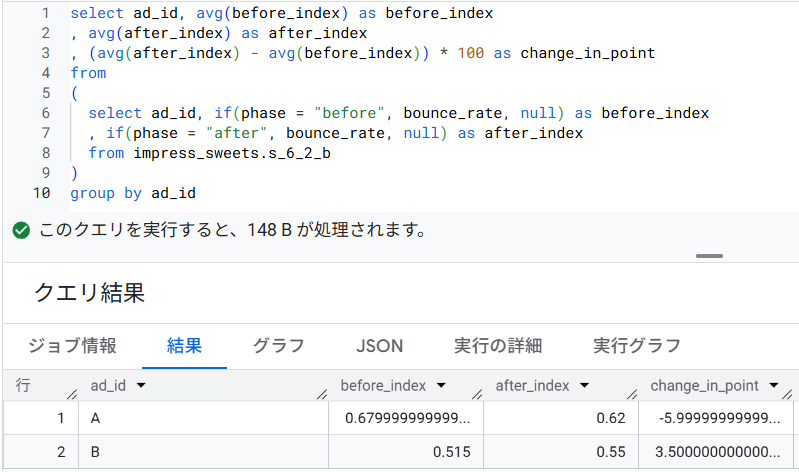 1 select ad_id, avg(before_index) as before_index
2 , avg(after_index) as after_index
3 , (avg(after_index) - avg(before_index)) * 100 as change_in_point
4 from
5 (
6 select ad_id, if(phase = "before", bounce_rate, null) as before_index
7 , if(phase = "after", bounce_rate, null) as after_index
8 from impress_sweets.s_6_2_b
9 )
10 group by ad_id
このクエリを実行すると、148 B が処理されます。
クエリ結果
ジョブ情報 結果 グラフ JSON 実行の詳細 実行グラフ
行 ad_id before_index after_index change_in_point
1 A 0.679999999999... 0.62 -5.99999999999...
2 B 0.515 0.55 3.500000000000...